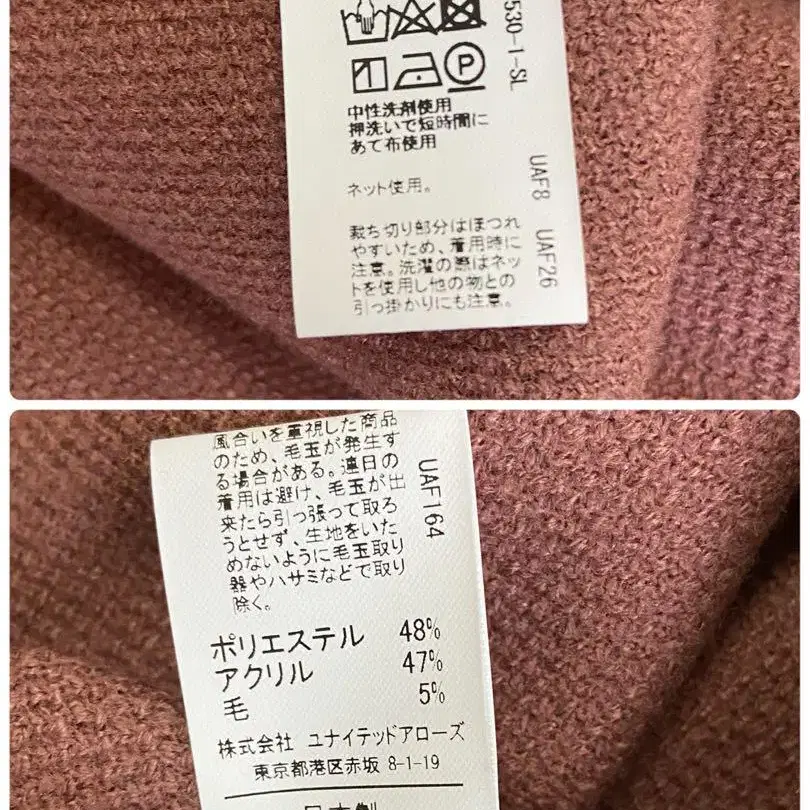 530-1-SL
中性洗剤使用
押洗いで短時間に
あて布使用
ネット使用。
裁ち切り部分はほつれ
やすいため、着用時に
注意。洗濯の際はネッ
トを使用し他の物との
引っ掛かりにも注意。
UAF8 UAF26
風合いを重視した商品
のため、毛玉が発生す
る場合がある。連日の
着用は避け、毛玉が出
来たら引っ張って取ろ
うとせず、生地をいた
めないように毛玉取り
器やハサミなどで取り
除く。
UAF164
ポリエステル 48%
アクリル 47%
毛 5%
株式会社 ユナイテッドアローズ
東京都港区赤坂 8-1-19
日本製